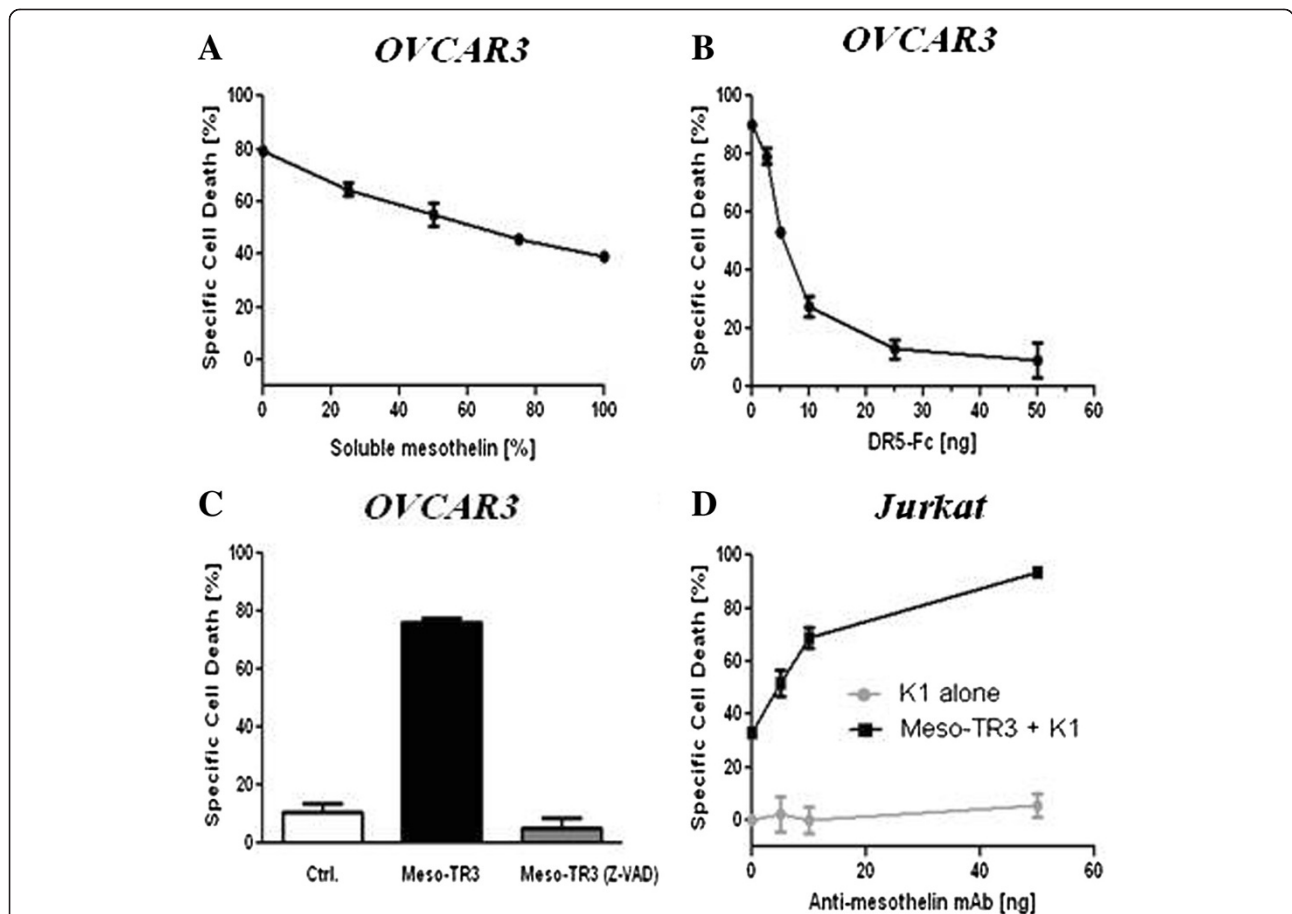 A
OVCAR3
Specific Cell Death [%]
100
80
60
40
20
0
0 20 40 60 80 100
Soluble mesothelin [%]
B
OVCAR3
Specific Cell Death [%]
100
80
60
40
20
0
0 10 20 30 40 50 60
DR5-Fc [ng]
C
OVCAR3
Specific Cell Death [%]
100
80
60
40
20
0
Ctrl. Meso-TR3 Meso-TR3 (Z-VAD)
D
Jurkat
Specific Cell Death [%]
100
80
60
40
20
0
K1 alone
Meso-TR3 + K1
0 20 40 60
Anti-mesothelin mAb [ng]